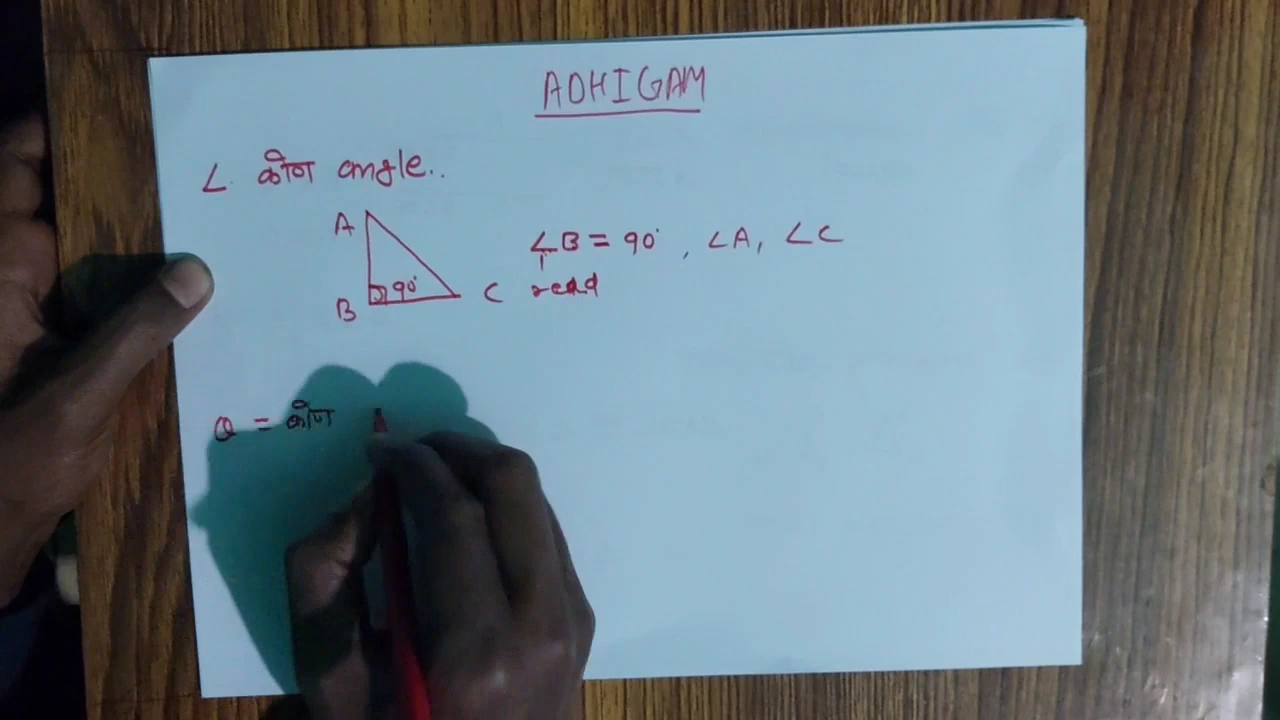 ADHIGAM
∠. कोण angle..
A
∠B = 90°, ∠A, ∠C
90°
B
C
read
θ = कोण